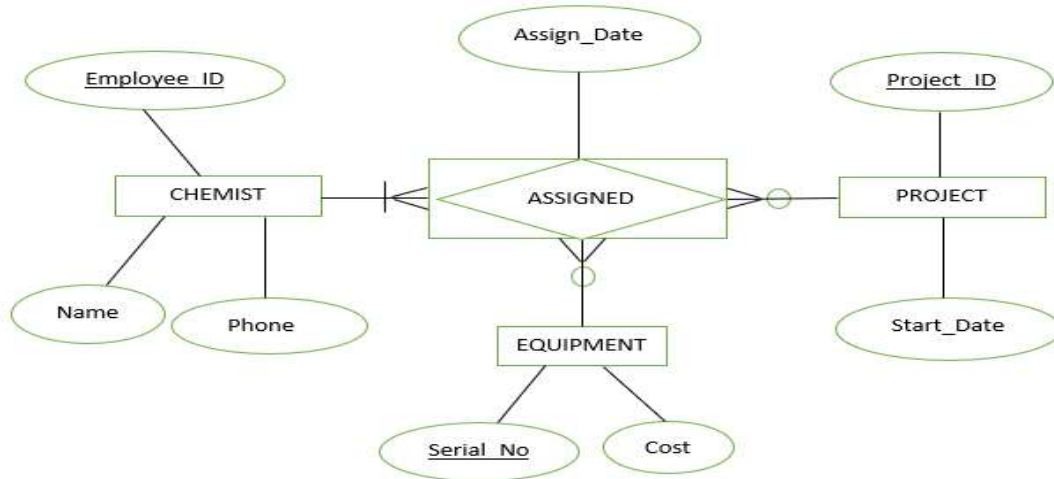 Assign_Date
Employee_ID
Project_ID
CHEMIST
ASSIGNED
PROJECT
Name
Phone
Start_Date
EQUIPMENT
Serial_No
Cost